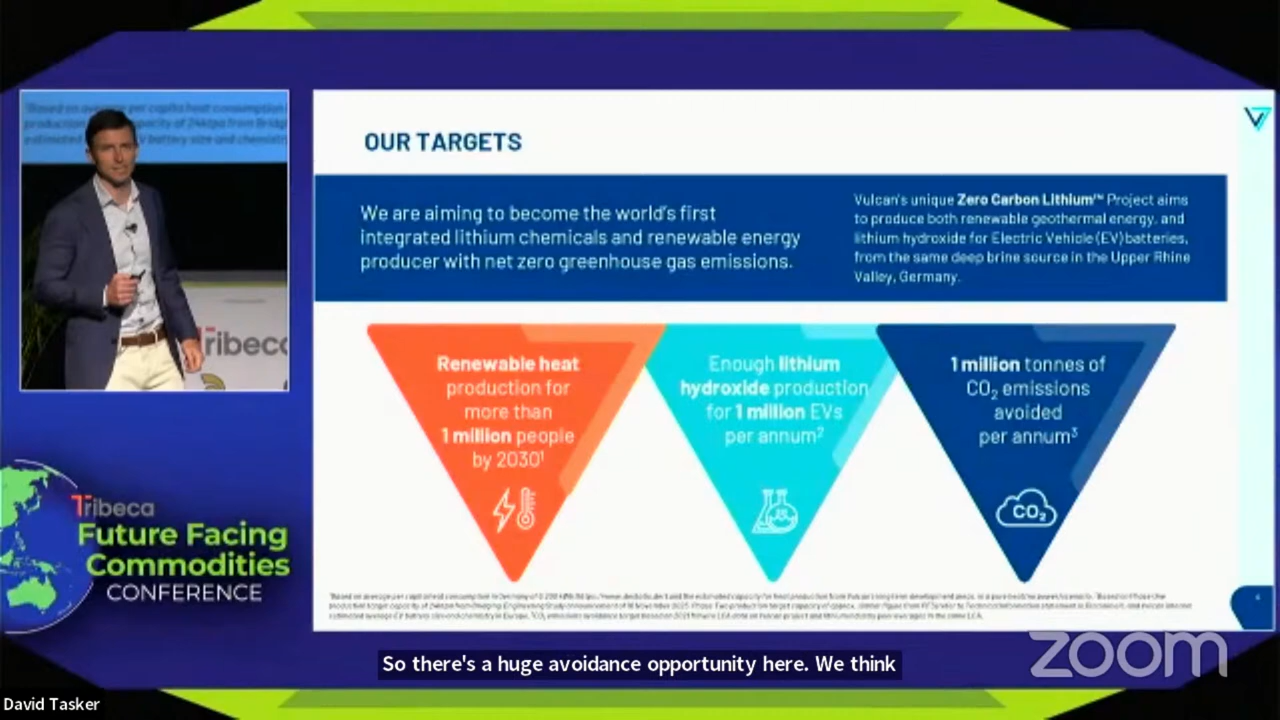 OUR TARGETS
We are aiming to become the world's first
integrated lithium chemicals and renewable energy
producer with net zero greenhouse gas emissions.
Vulcan's unique Zero Carbon Lithium™ Project aims
to produce both renewable geothermal energy, and
lithium hydroxide for Electric Vehicle (EV) batteries,
from the same deep brine source in the Upper Rhine
Valley, Germany.
Renewable heat
production for
more than
1 million people
by 2030¹
Enough lithium
hydroxide production
for 1 million EVs
per annum²
1 million tonnes of
CO₂ emissions
avoided
per annum³
CO₂
Tribeca
Future Facing
Commodities
CONFERENCE
So there's a huge avoidance opportunity here. We think
zoom
David Tasker